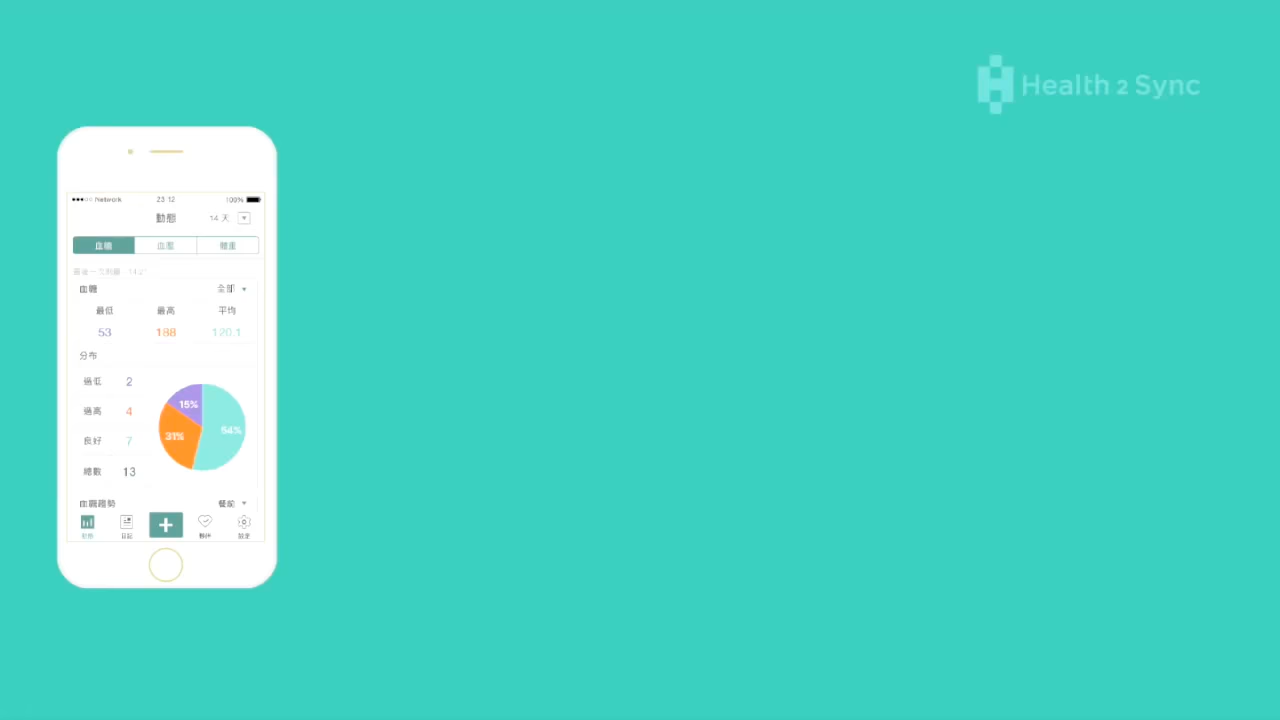 Health 2 Sync
Network 23 12 100%
動態 14 天
血糖 血壓 體重
血糖 全部
最低 最高 平均
53 188 120.1
分布
過低 2
過高 4
良好 7
總數 13
15%
31%
54%
血糖趨勢 餐前
動態 日記 夥伴 設定